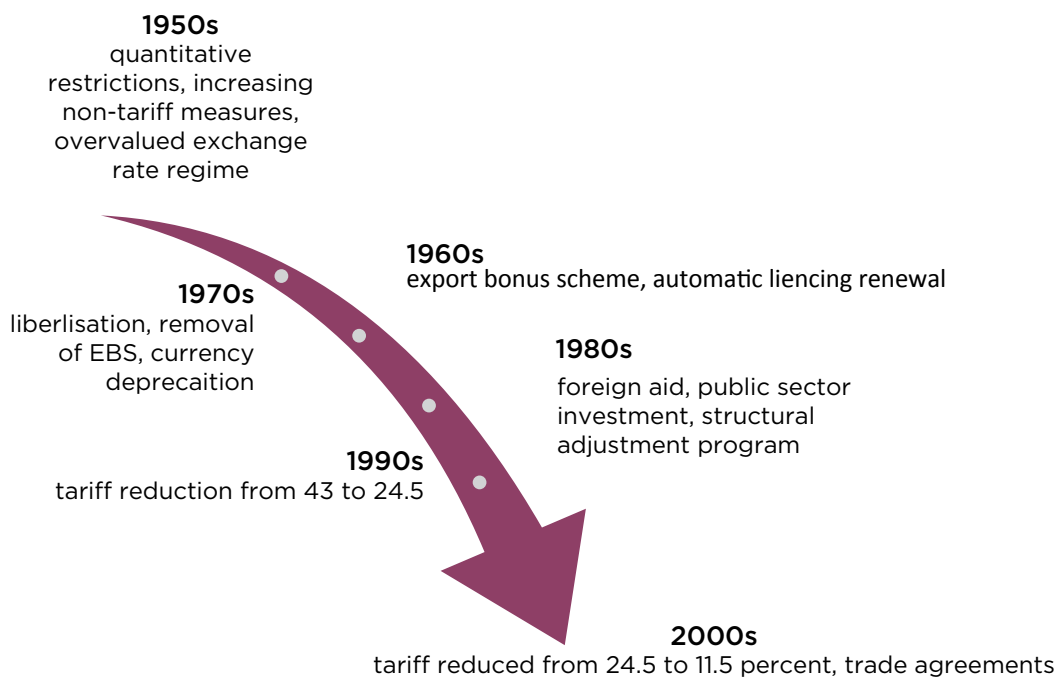 1950s
quantitative
restrictions, increasing
non-tariff measures,
overvalued exchange
rate regime
1960s
export bonus scheme, automatic liencing renewal
1970s
liberlisation, removal
of EBS, currency
deprecaition
1980s
foreign aid, public sector
investment, structural
adjustment program
1990s
tariff reduction from 43 to 24.5
2000s
tariff reduced from 24.5 to 11.5 percent, trade agreements